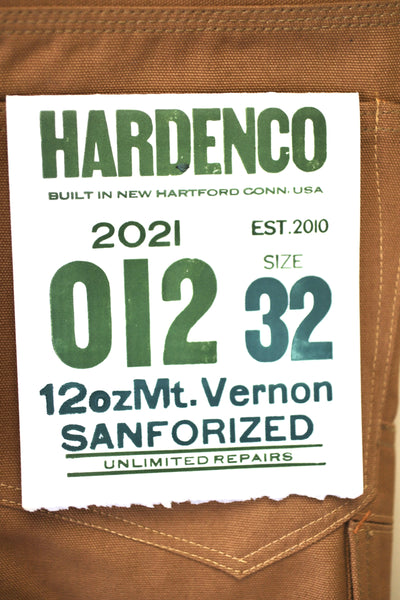 HARDENCO
BUILT IN NEW HARTFORD CONN. USA
2021 EST.2010
SIZE
012 32
12ozMt.Vernon
SANFORIZED
UNLIMITED REPAIRS